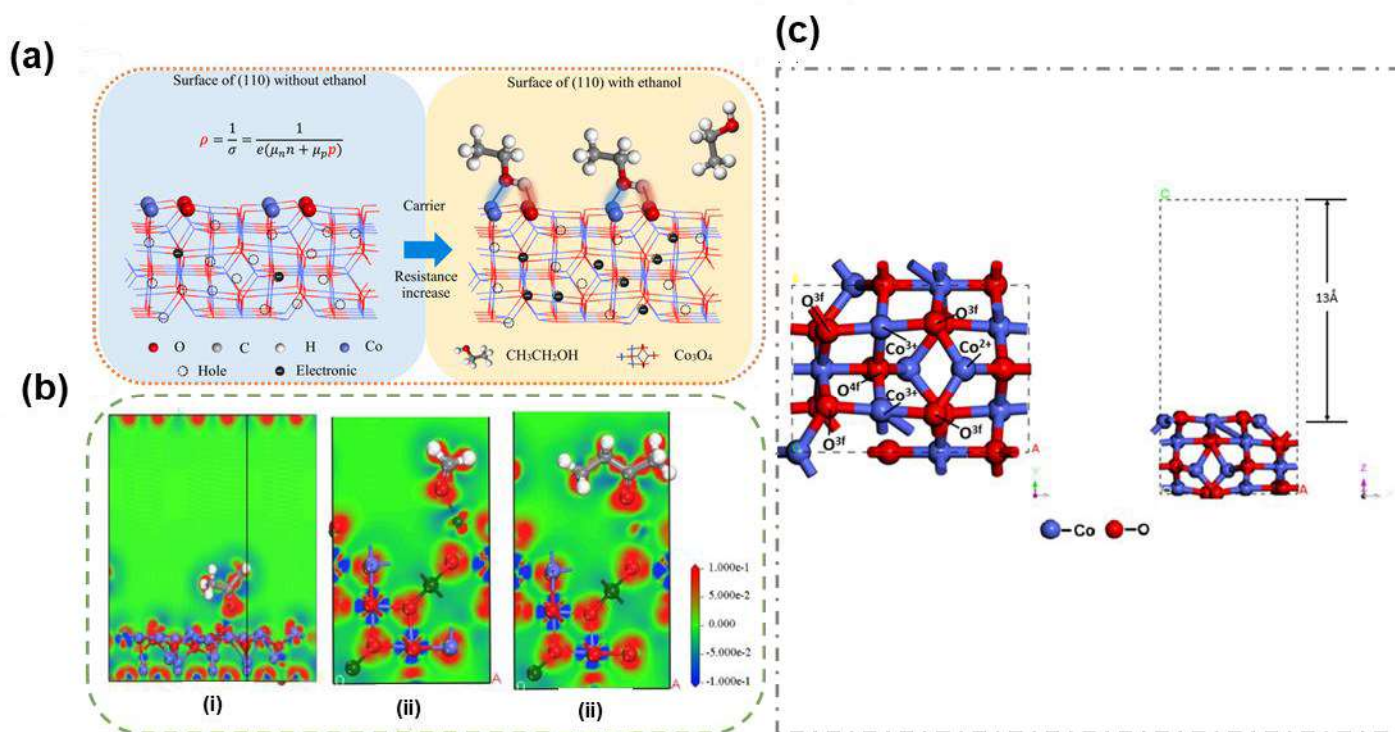 (a)
Surface of (110) without ethanol
ρ = 1/σ = 1/e(μₙn + μₚp)
O C H Co
Hole Electronic
Carrier
Resistance
increase
Surface of (110) with ethanol
CH₃CH₂OH Co₃O₄
(b)
(i)
A
(ii)
A
(ii)
1.000e-1
5.000e-2
0.000
-5.000e-2
-1.000e-1
(c)
O³ᶠ
O³ᶠ
Co³⁺
Co²⁺
O⁴ᶠ
Co³⁺
O³ᶠ
O³ᶠ
A
C
13Å
A
Z
Co O